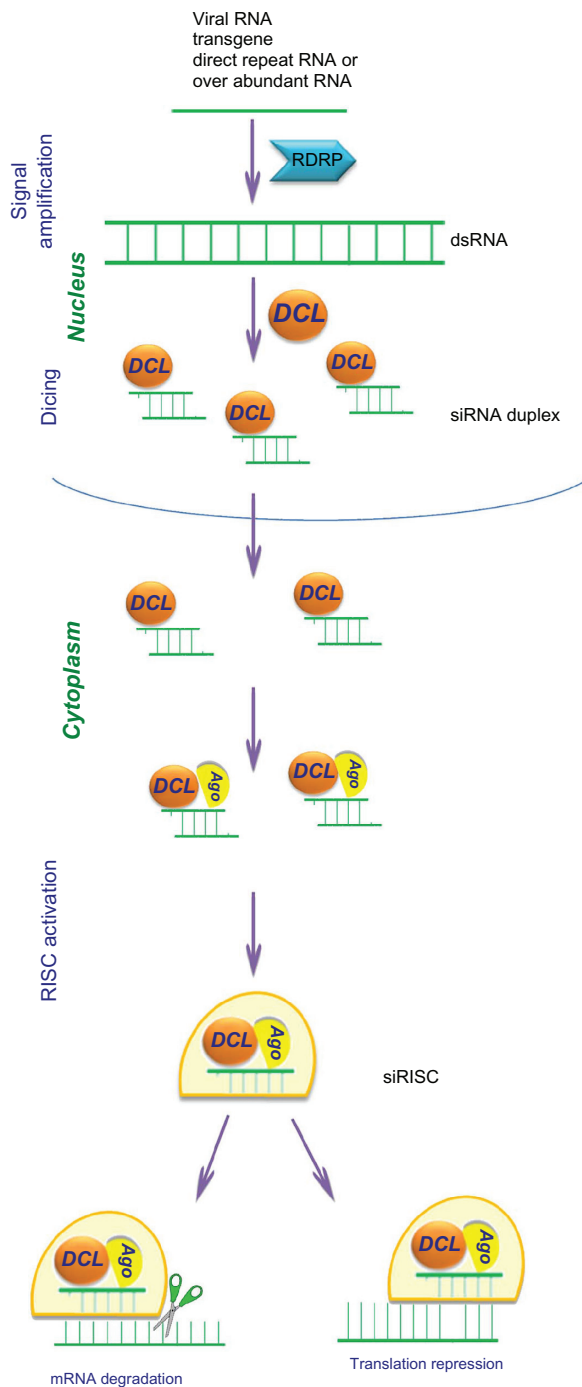 Viral RNA
transgene
direct repeat RNA or
over abundant RNA
Signal
amplification
RDRP
dsRNA
Nucleus
DCL
DCL
DCL
DCL
Dicing
siRNA duplex
DCL
DCL
Cytoplasm
DCL
Ago
DCL
Ago
RISC activation
DCL
Ago
siRISC
DCL
Ago
DCL
Ago
mRNA degradation
Translation repression